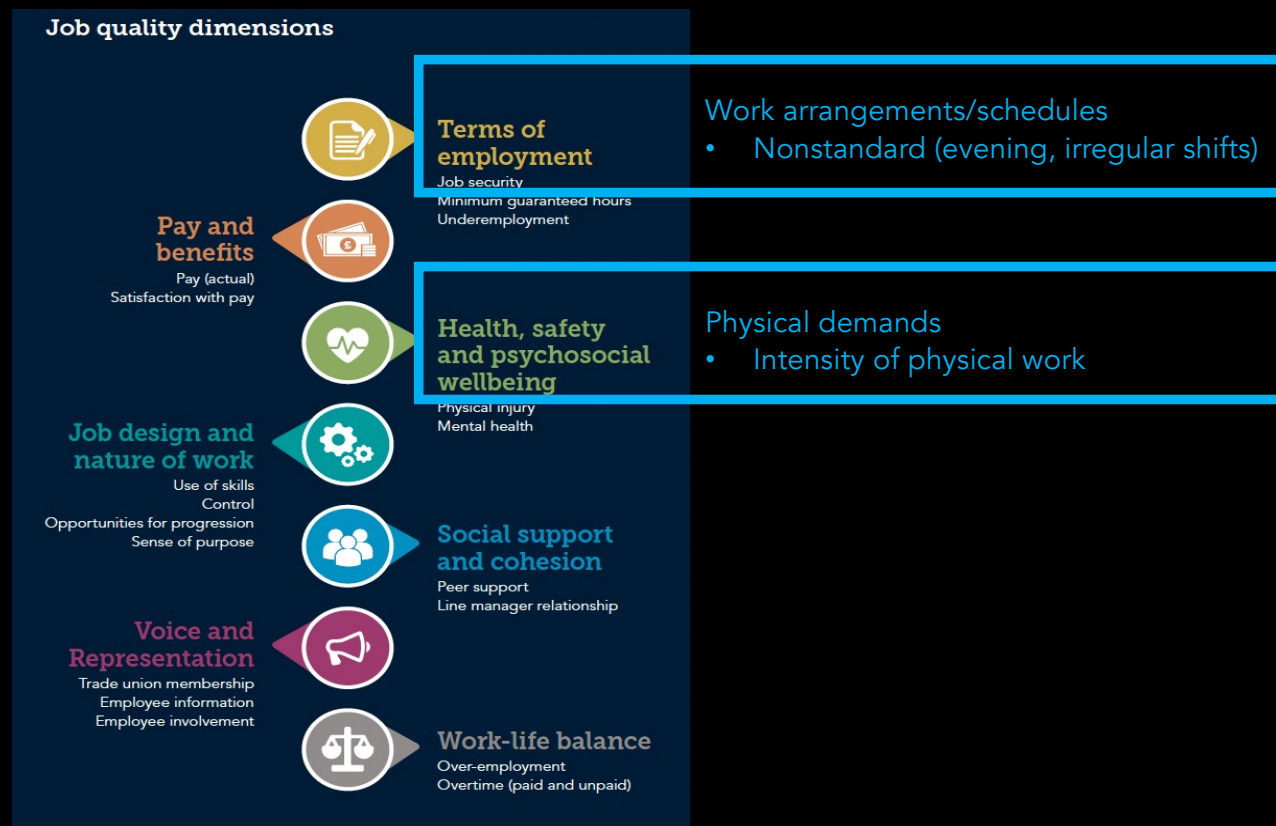 Job quality dimensions
Terms of
employment
Job security
Minimum guaranteed hours
Underemployment
Work arrangements/schedules
• Nonstandard (evening, irregular shifts)
Pay and
benefits
Pay (actual)
Satisfaction with pay
£
Health, safety
and psychosocial
wellbeing
Physical injury
Mental health
Physical demands
• Intensity of physical work
Job design and
nature of work
Use of skills
Control
Opportunities for progression
Sense of purpose
Social support
and cohesion
Peer support
Line manager relationship
Voice and
Representation
Trade union membership
Employee information
Employee involvement
Work-life balance
Over-employment
Overtime (paid and unpaid)